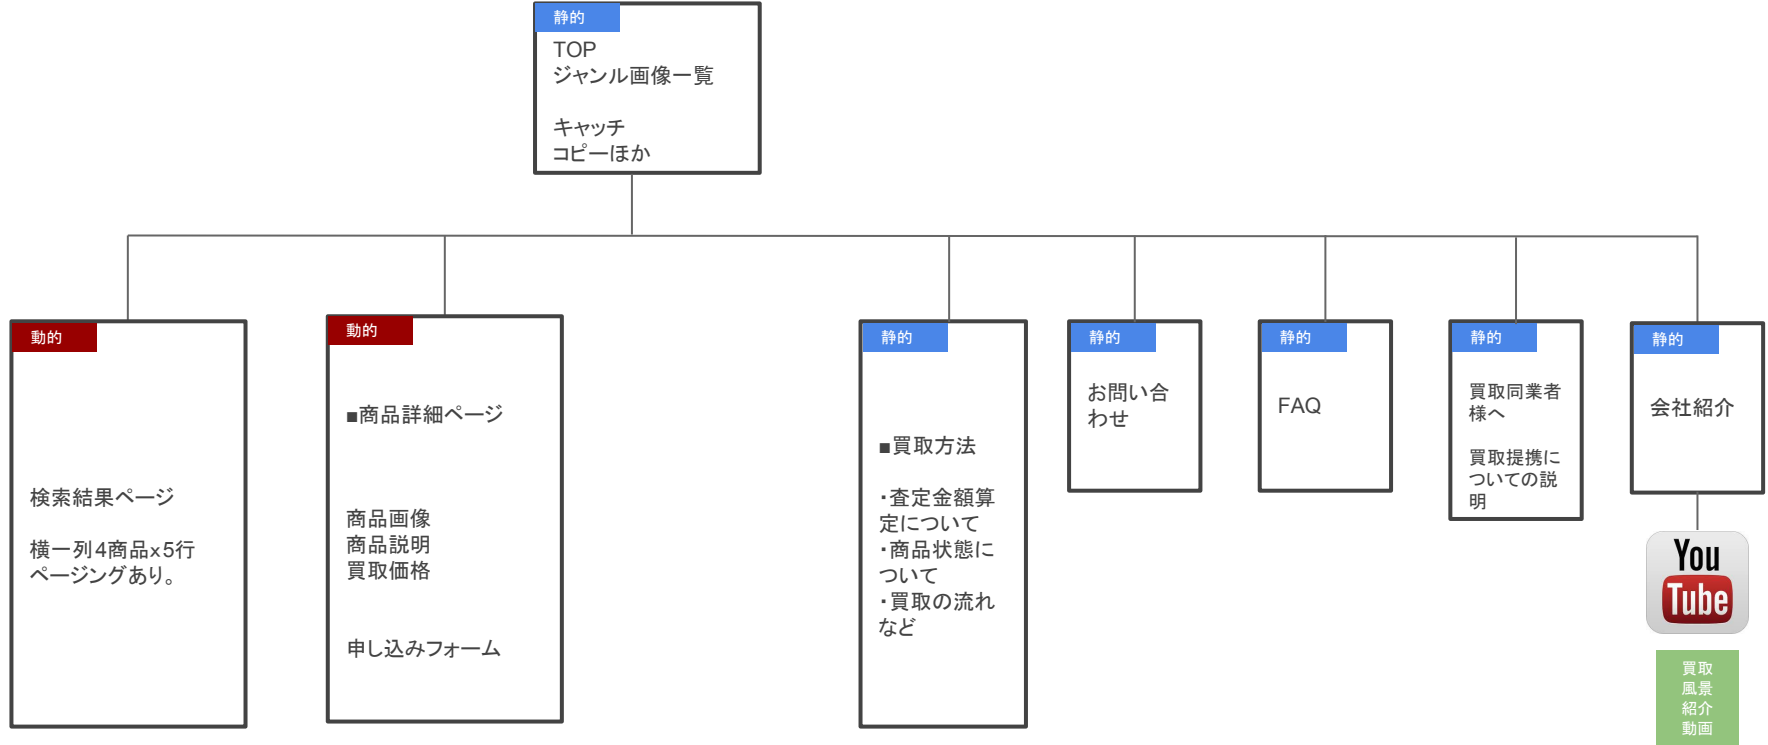 静的
TOP
ジャンル画像一覧
キャッチ
コピーほか
動的
検索結果ページ
横一列4商品x5行
ページングあり。
動的
■商品詳細ページ
商品画像
商品説明
買取価格
申し込みフォーム
静的
■買取方法
・査定金額算
定について
・商品状態に
ついて
・買取の流れ
など
静的
お問い合
わせ
静的
FAQ
静的
買取同業者
様へ
買取提携に
ついての説
明
静的
会社紹介
You
Tube
買取
風景
紹介
動画